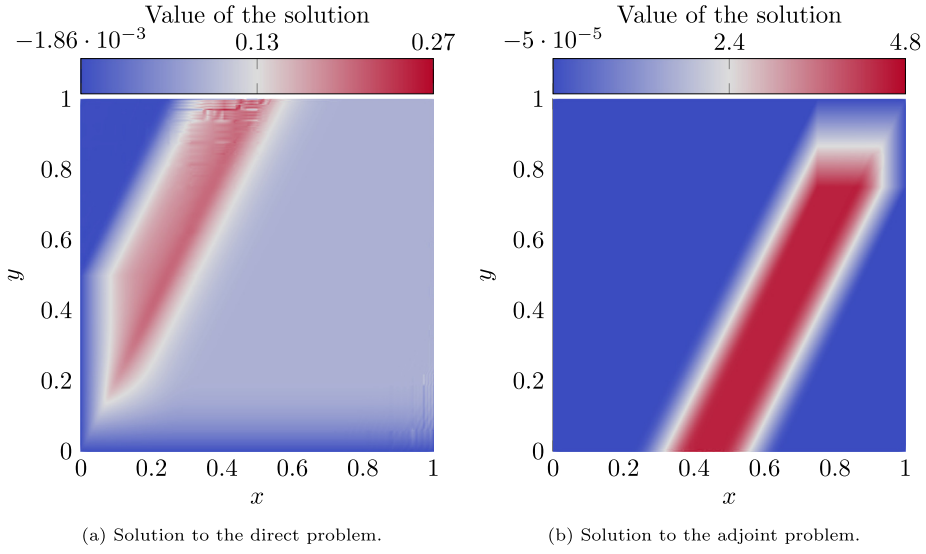 Value of the solution
−1.86 · 10⁻³ 0.13 0.27
1
0.8
0.6
0.4
0.2
0
y
0 0.2 0.4 0.6 0.8 1
x
(a) Solution to the direct problem.
Value of the solution
−5 · 10⁻⁵ 2.4 4.8
1
0.8
0.6
0.4
0.2
0
y
0 0.2 0.4 0.6 0.8 1
x
(b) Solution to the adjoint problem.